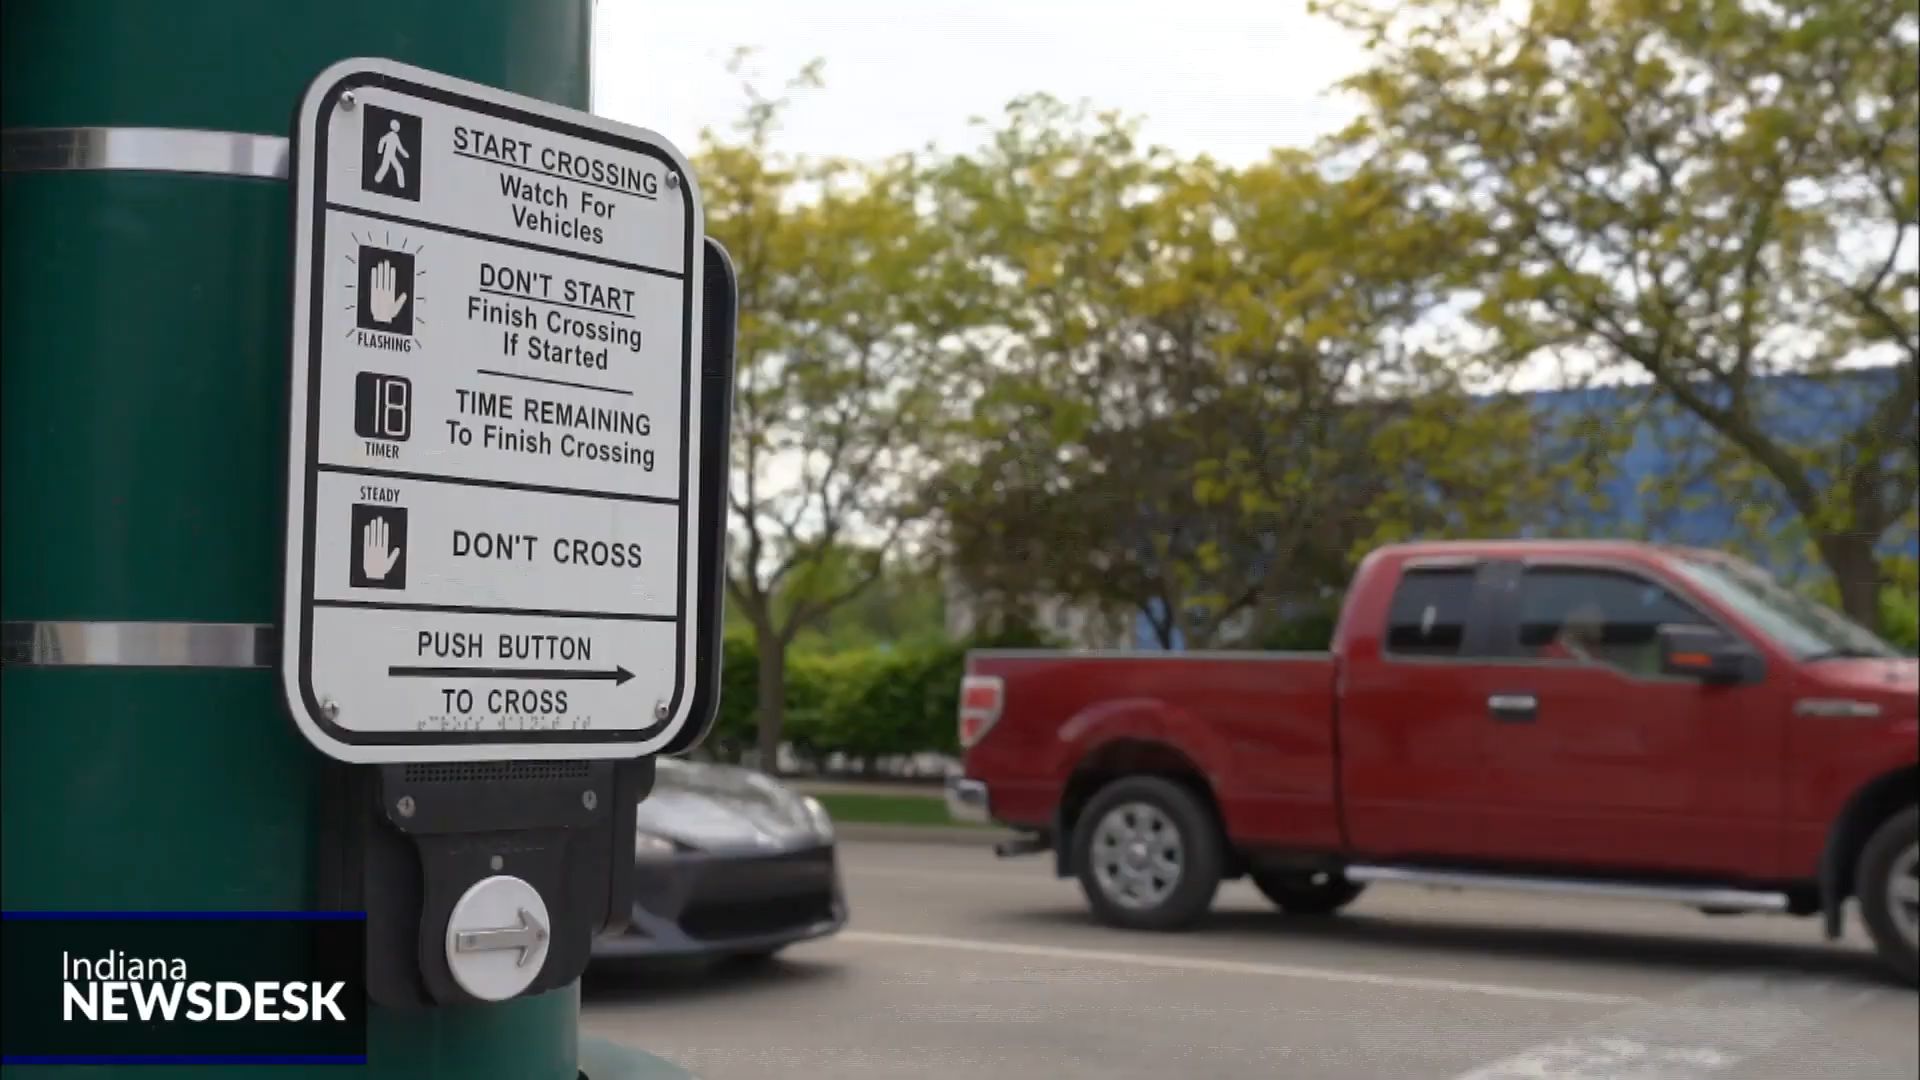 START CROSSING
Watch For
Vehicles
FLASHING
DON'T START
Finish Crossing
If Started
18
TIMER
TIME REMAINING
To Finish Crossing
STEADY
DON'T CROSS
PUSH BUTTON
TO CROSS
Indiana
NEWSDESK